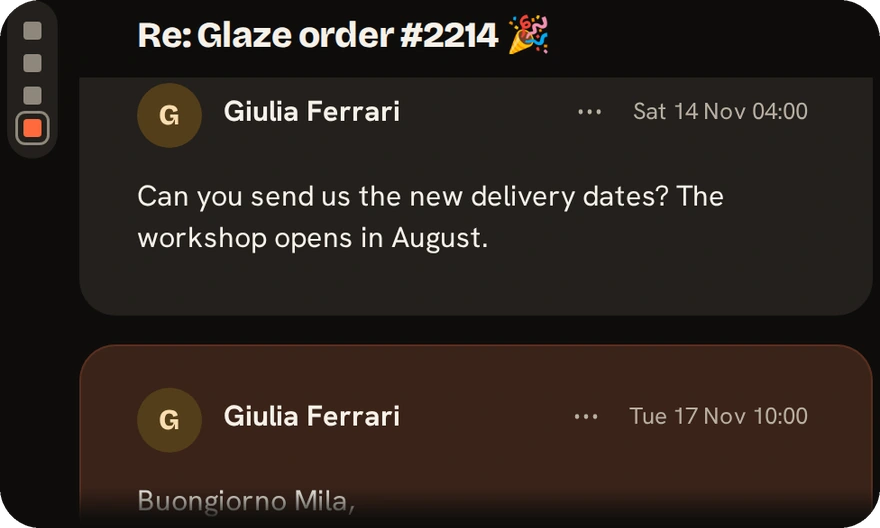 Re: Glaze order #2214 🎉
G Giulia Ferrari ··· Sat 14 Nov 04:00
Can you send us the new delivery dates? The
workshop opens in August.
G Giulia Ferrari ··· Tue 17 Nov 10:00
Buongiorno Mila,